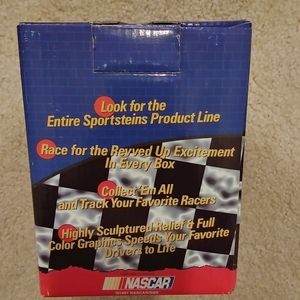 Look for the
Entire Sportsteins Product Line
Race for the Revved Up Excitement
In Every Box
Collect 'Em All
and Track Your Favorite Racers
Highly Sculptured Relief & Full
Color Graphics Speeds Your Favorite
Drivers to Life
NASCAR